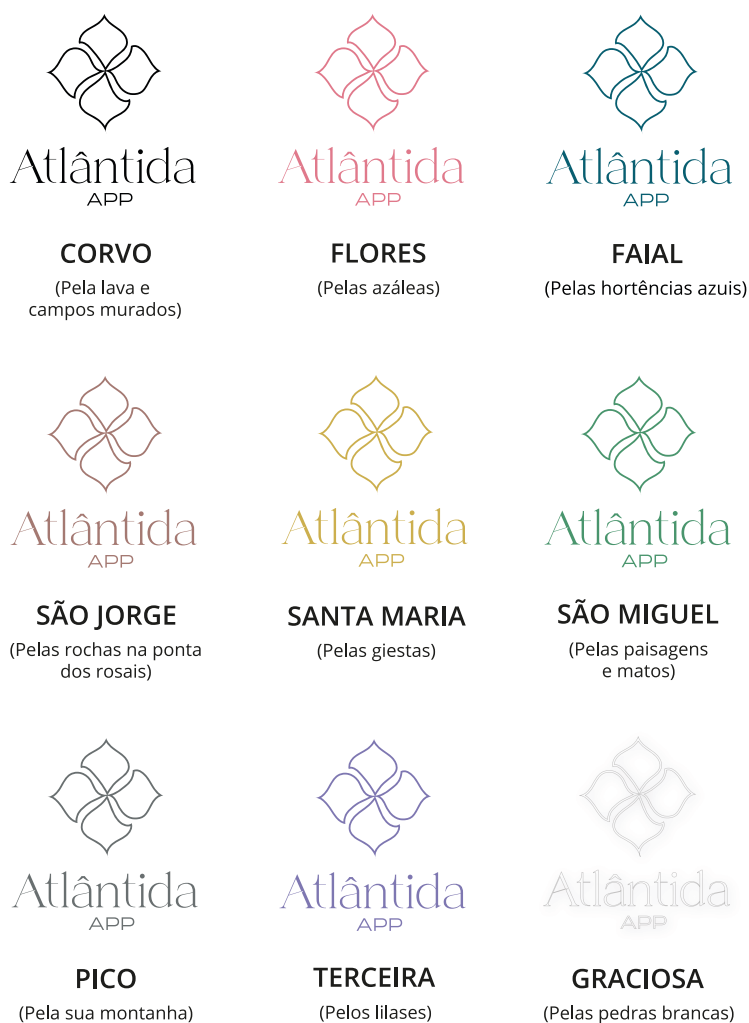 Atlântida
APP
CORVO
(Pela lava e
campos murados)
Atlântida
APP
FLORES
(Pelas azáleas)
Atlântida
APP
FAIAL
(Pelas hortências azuis)
Atlântida
APP
SÃO JORGE
(Pelas rochas na ponta
dos rosais)
Atlântida
APP
SANTA MARIA
(Pelas giestas)
Atlântida
APP
SÃO MIGUEL
(Pelas paisagens
e matos)
Atlântida
APP
PICO
(Pela sua montanha)
Atlântida
APP
TERCEIRA
(Pelos lilases)
Atlântida
APP
GRACIOSA
(Pelas pedras brancas)